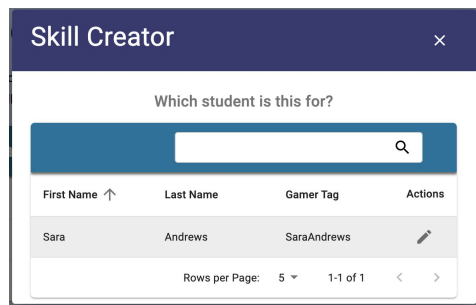 Skill Creator
Which student is this for?
First Name Last Name Gamer Tag Actions
Sara Andrews SaraAndrews
Rows per Page: 5 1-1 of 1